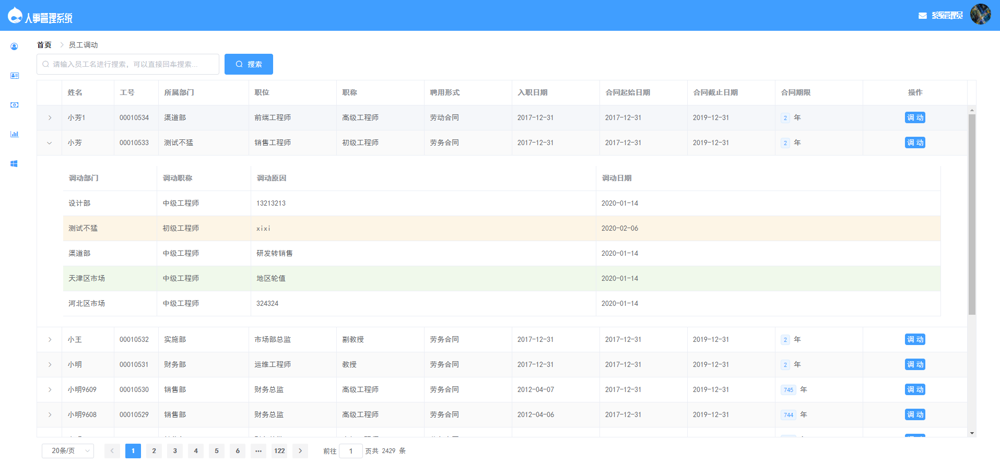 人事管理系统
系统管理员
首页 员工调动
请输入员工名进行搜索，可以直接回车搜索...
搜索
姓名 工号 所属部门 职位 职称 聘用形式 入职日期 合同起始日期 合同截止日期 合同期限 操作
小芳1 00010534 渠道部 前端工程师 高级工程师 劳动合同 2017-12-31 2017-12-31 2019-12-31 2 年 调 动
小芳 00010533 测试不猛 销售工程师 初级工程师 劳务合同 2017-12-31 2017-12-31 2019-12-31 2 年 调 动
调动部门 调动职称 调动原因 调动日期
设计部 中级工程师 13213213 2020-01-14
测试不猛 初级工程师 xixi 2020-02-06
渠道部 中级工程师 研发转销售 2020-01-14
天津区市场 中级工程师 地区轮值 2020-01-14
河北区市场 中级工程师 324324 2020-01-14
小王 00010532 实施部 市场部总监 副教授 劳务合同 2017-12-31 2017-12-31 2019-12-31 2 年 调 动
小明 00010531 财务部 运维工程师 教授 劳务合同 2017-12-31 2017-12-31 2019-12-31 2 年 调 动
小明9609 00010530 销售部 财务总监 高级工程师 劳务合同 2012-04-07 2017-12-31 2019-12-31 745 年 调 动
小明9608 00010529 销售部 财务总监 高级工程师 劳务合同 2012-04-06 2017-12-31 2019-12-31 744 年 调 动
20条/页 1 2 3 4 5 6 ••• 122 前往 1 页共 2429 条